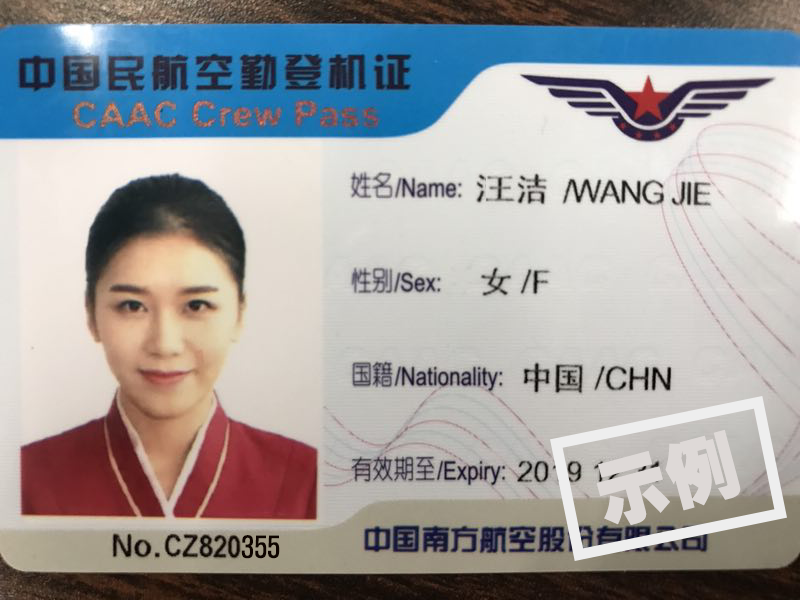 中国民航空勤登机证
CAAC Crew Pass
姓名/Name: 汪洁 /WANG JIE
性别/Sex: 女 /F
国籍/Nationality: 中国 /CHN
有效期至/Expiry: 2019
示例
No.CZ820355
中国南方航空股份有限公司